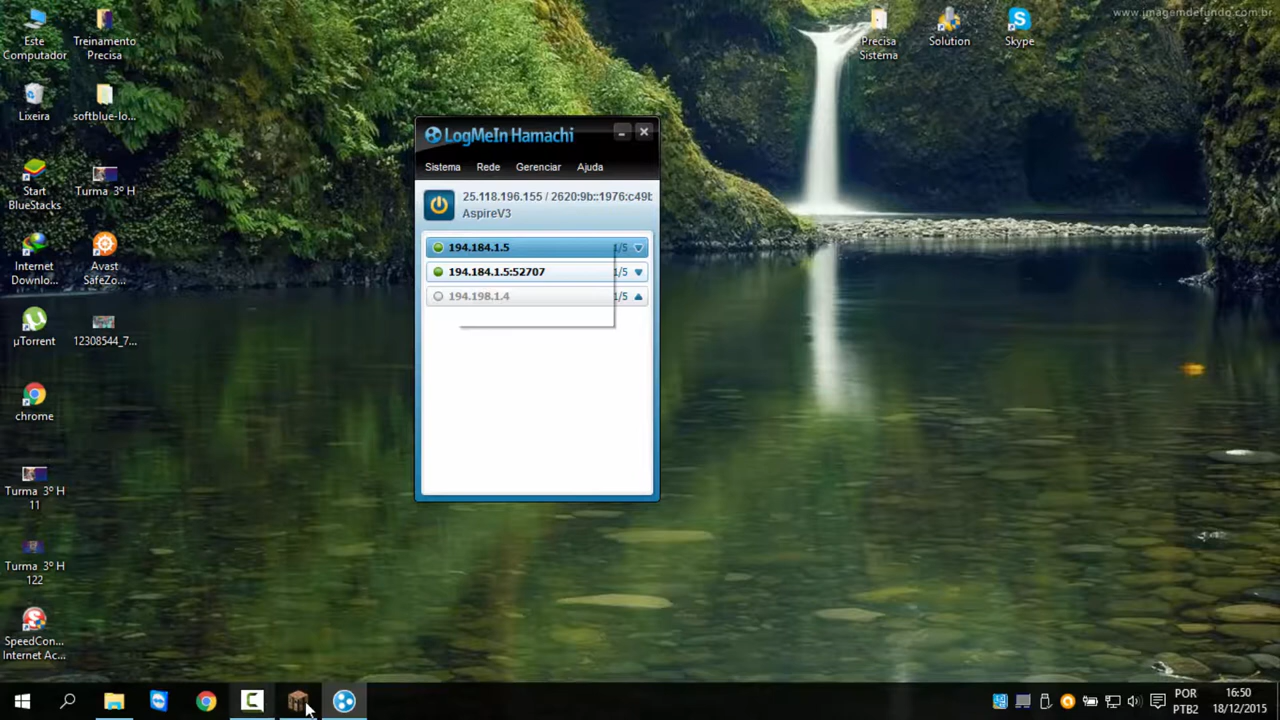 www.imagemdefundo.com.br
Este
Computador
Treinamento
Precisa
Precisa
Sistema
Solution
Skype
Lixeira
softblue-lo...
Start
BlueStacks
Turma 3º H
Internet
Downlo...
Avast
SafeZo...
µTorrent
12308544_7...
chrome
Turma 3º H
11
Turma 3º H
122
SpeedCon...
Internet Ac...
LogMeIn Hamachi
Sistema Rede Gerenciar Ajuda
25.118.196.155 / 2620:9b::1976:c49b
AspireV3
194.184.1.5 1/5
194.184.1.5:52707 1/5
194.198.1.4 1/5
POR
PTB2
16:50
18/12/2015